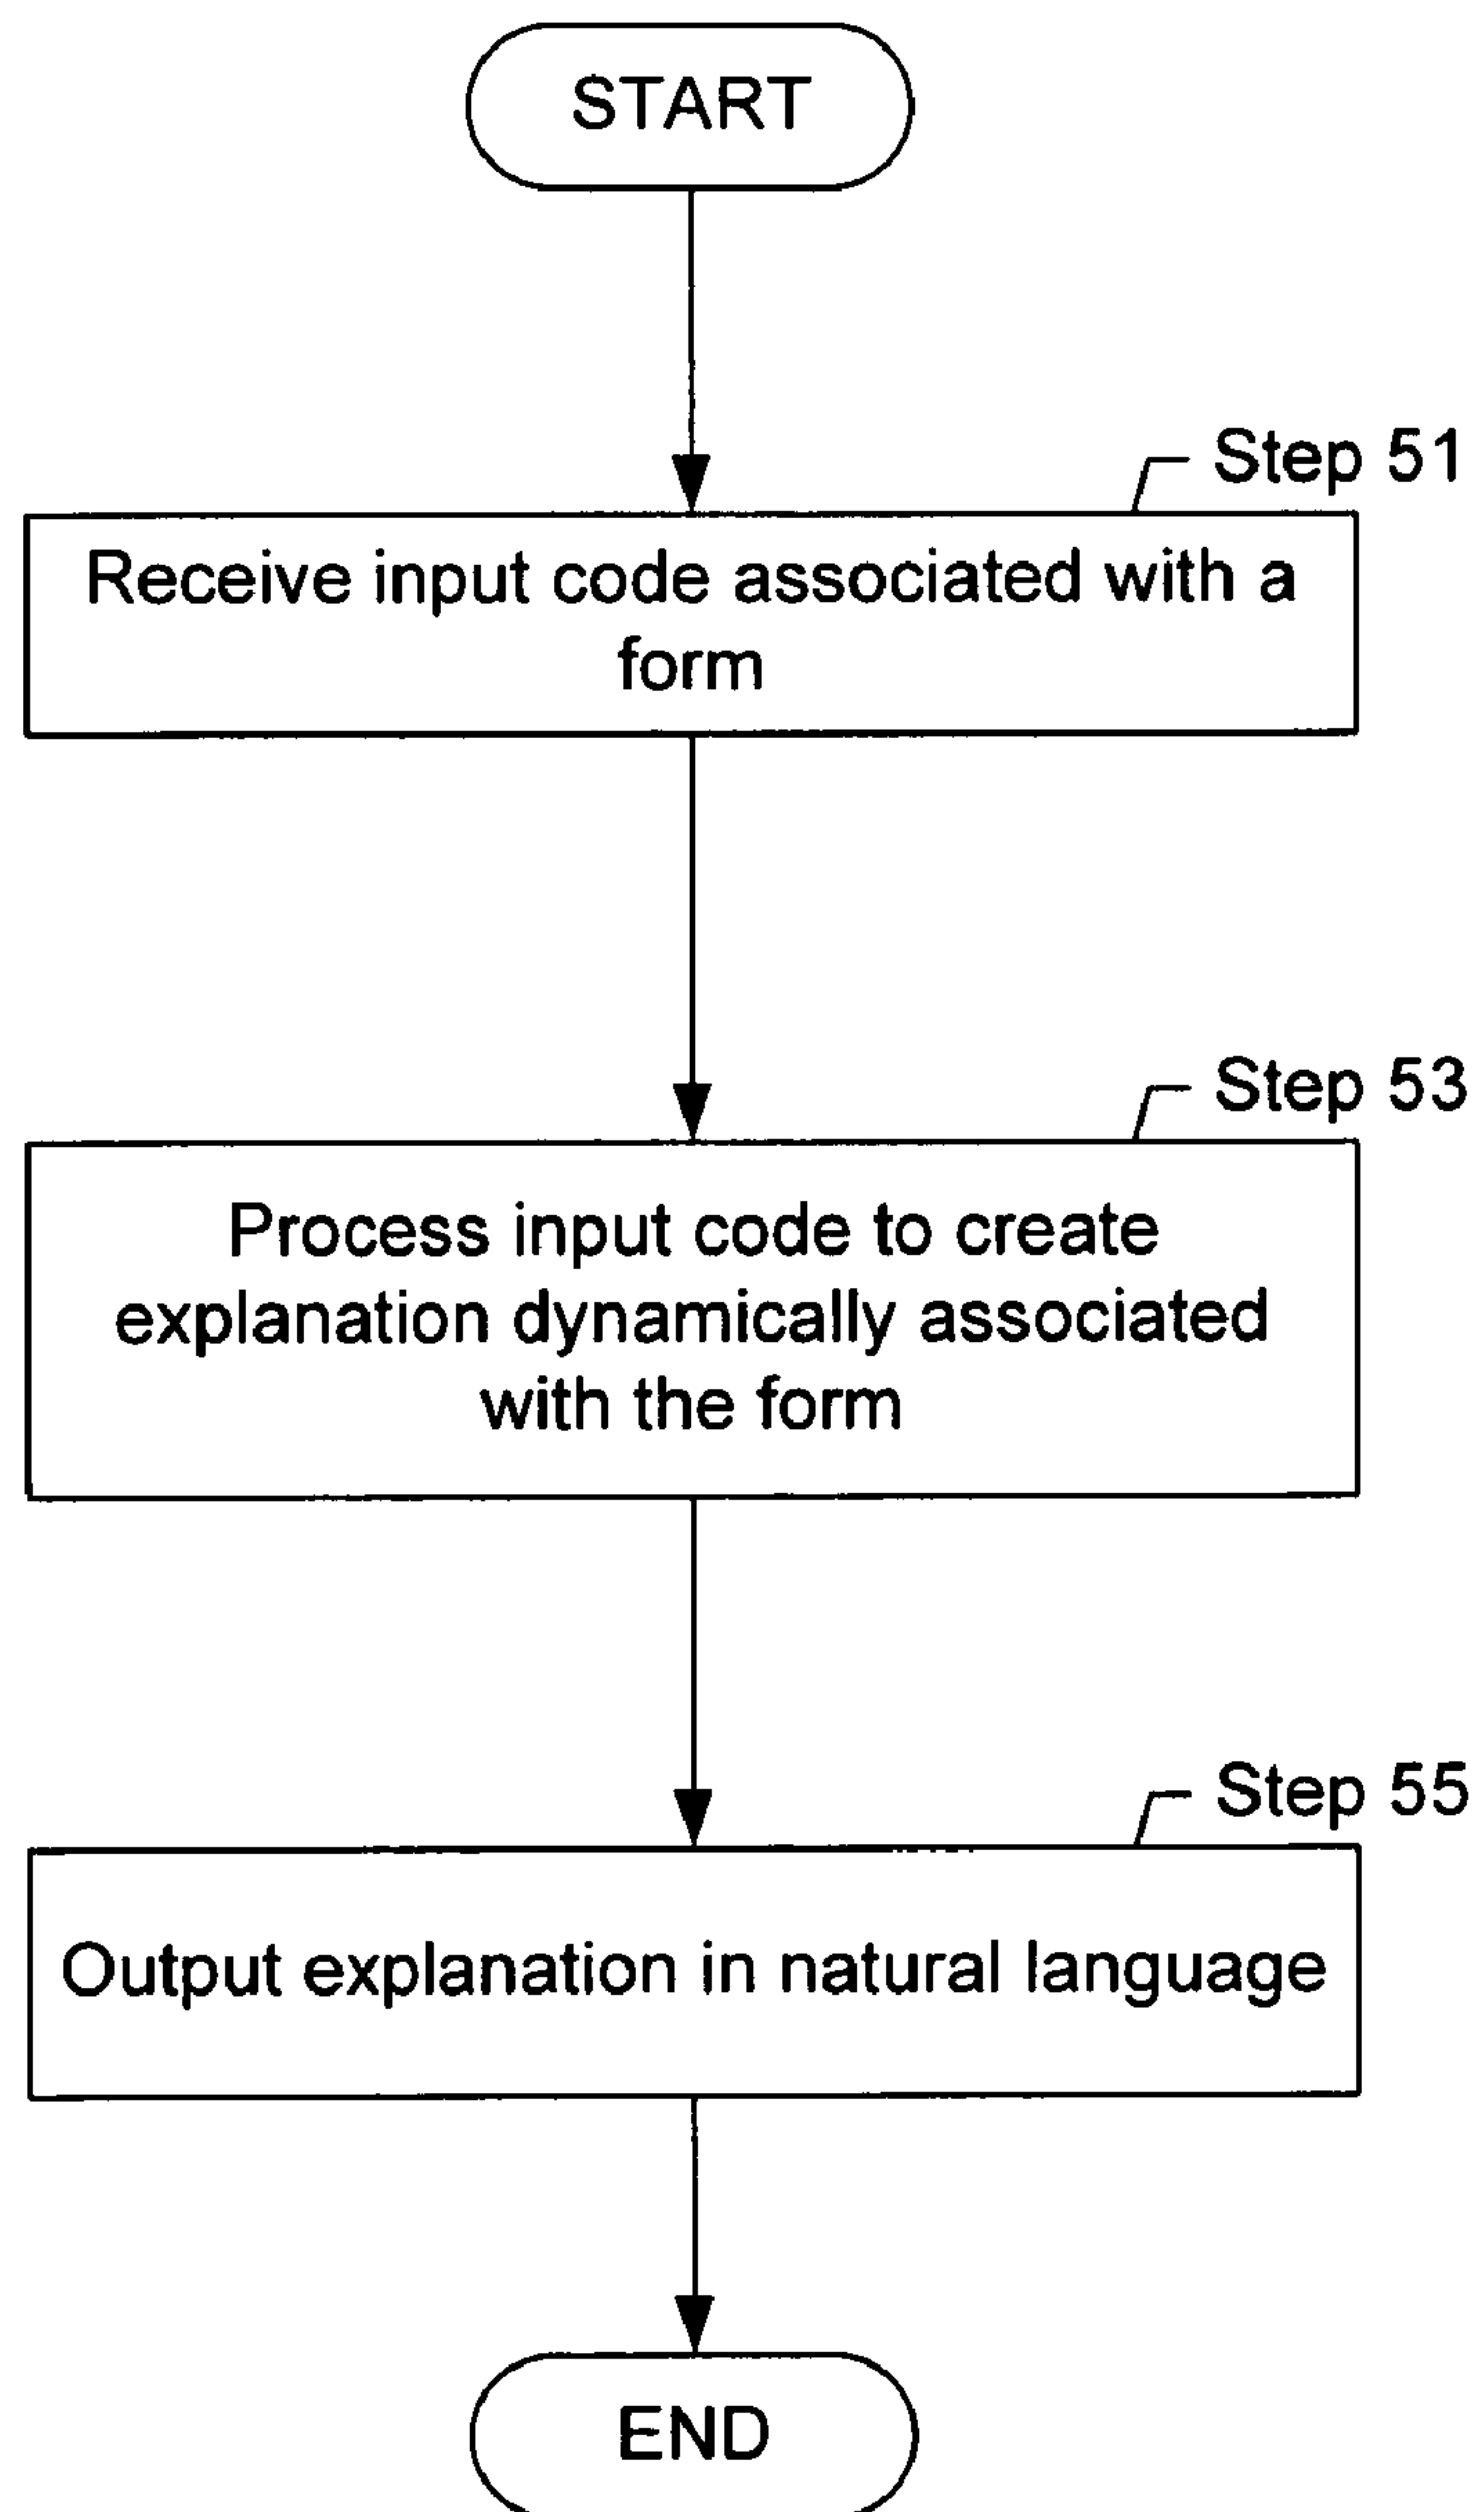 START
Step 51
Receive input code associated with a
form
Step 53
Process input code to create
explanation dynamically associated
with the form
Step 55
Output explanation in natural language
END